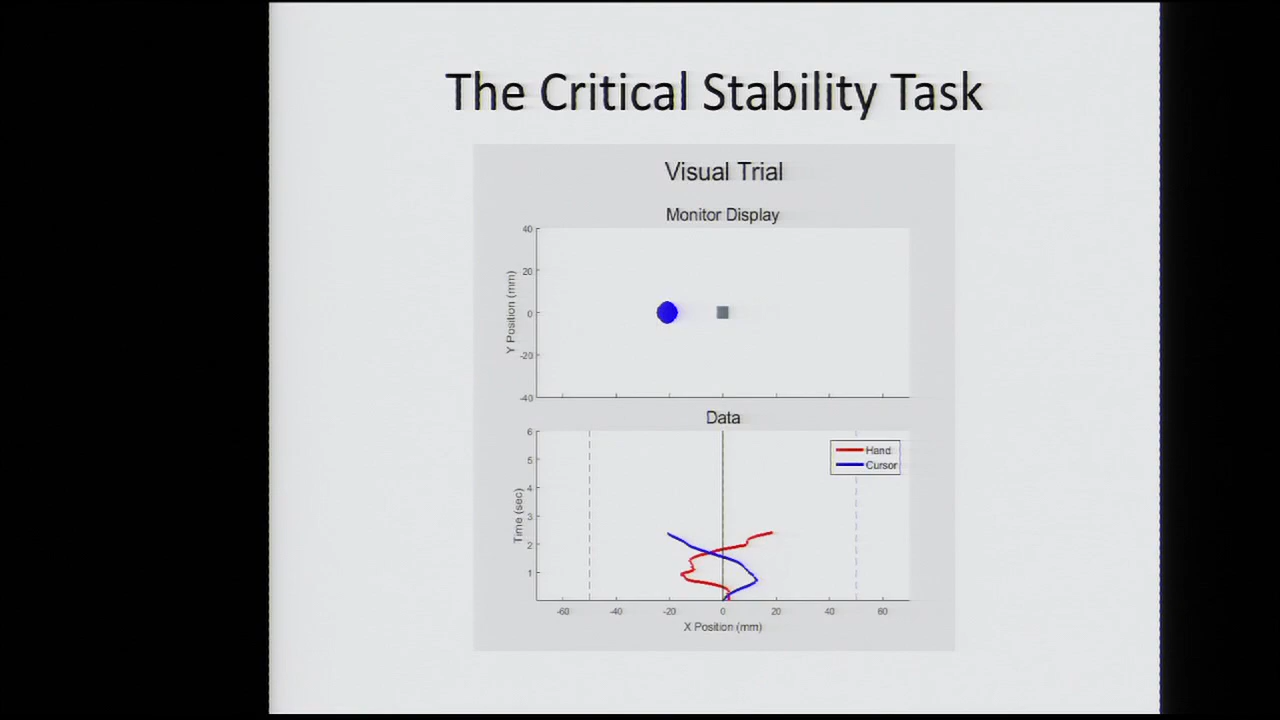 The Critical Stability Task
Visual Trial
Monitor Display
40
20
0
-20
-40
Y Position (mm)
Data
6
5
4
3
2
1
Time (sec)
Hand
Cursor
-60 -40 -20 0 20 40 60
X Position (mm)